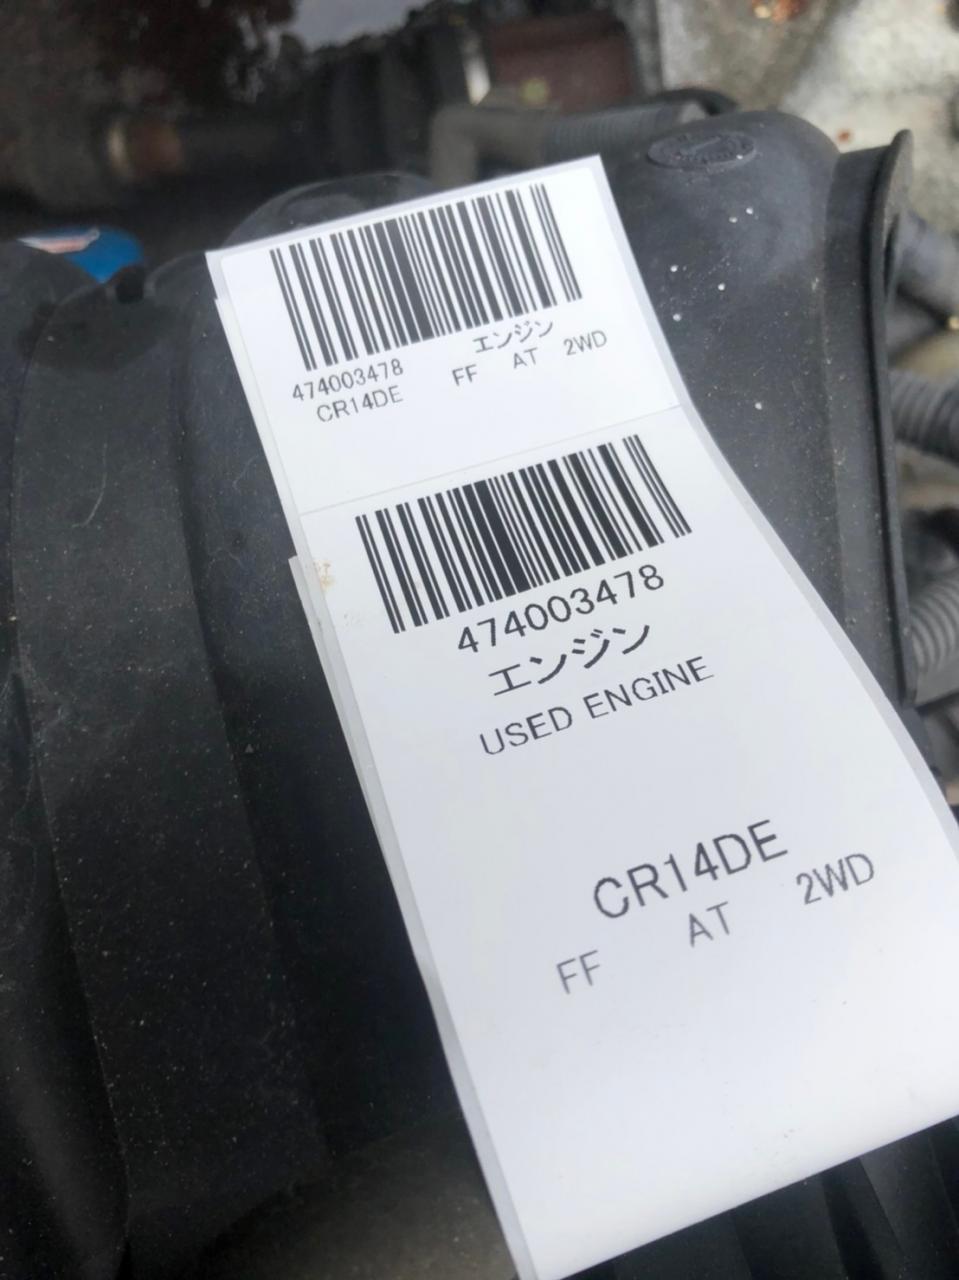 474003478 エンジン
CR14DE FF AT 2WD
474003478
エンジン
USED ENGINE
CR14DE
FF AT 2WD